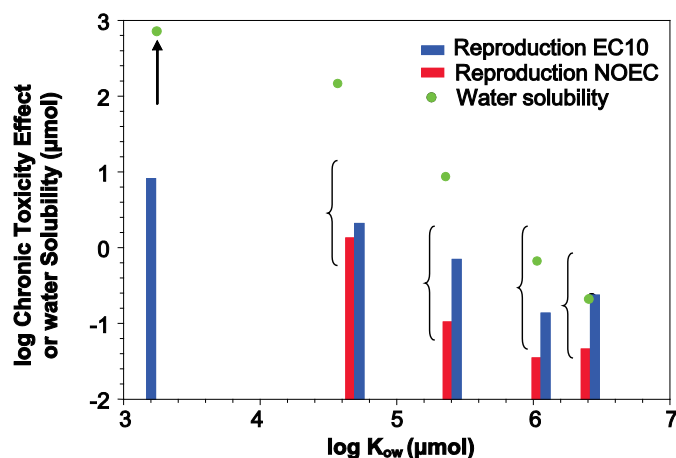 log Chronic Toxicity Effect
or water Solubility (µmol)
3
2
1
0
-1
-2
Reproduction EC10
Reproduction NOEC
Water solubility
3 4 5 6 7
log Kow (µmol)